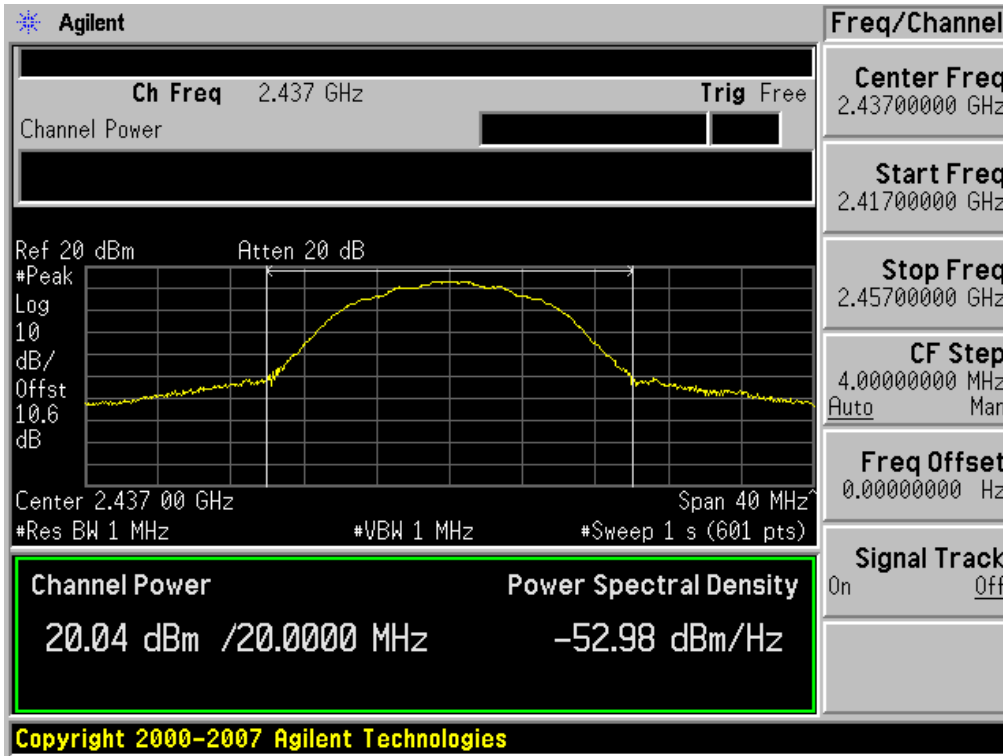 Agilent
Freq/Channel
Ch Freq 2.437 GHz Trig Free
Channel Power
Center Freq
2.43700000 GHz
Start Freq
2.41700000 GHz
Stop Freq
2.45700000 GHz
CF Step
4.00000000 MHz
Auto Man
Freq Offset
0.00000000 Hz
Signal Track
On Off
Ref 20 dBm Atten 20 dB
#Peak
Log
10
dB/
Offst
10.6
dB
Center 2.437 00 GHz Span 40 MHz^
#Res BW 1 MHz #VBW 1 MHz #Sweep 1 s (601 pts)
Channel Power Power Spectral Density
20.04 dBm /20.0000 MHz -52.98 dBm/Hz
Copyright 2000-2007 Agilent Technologies